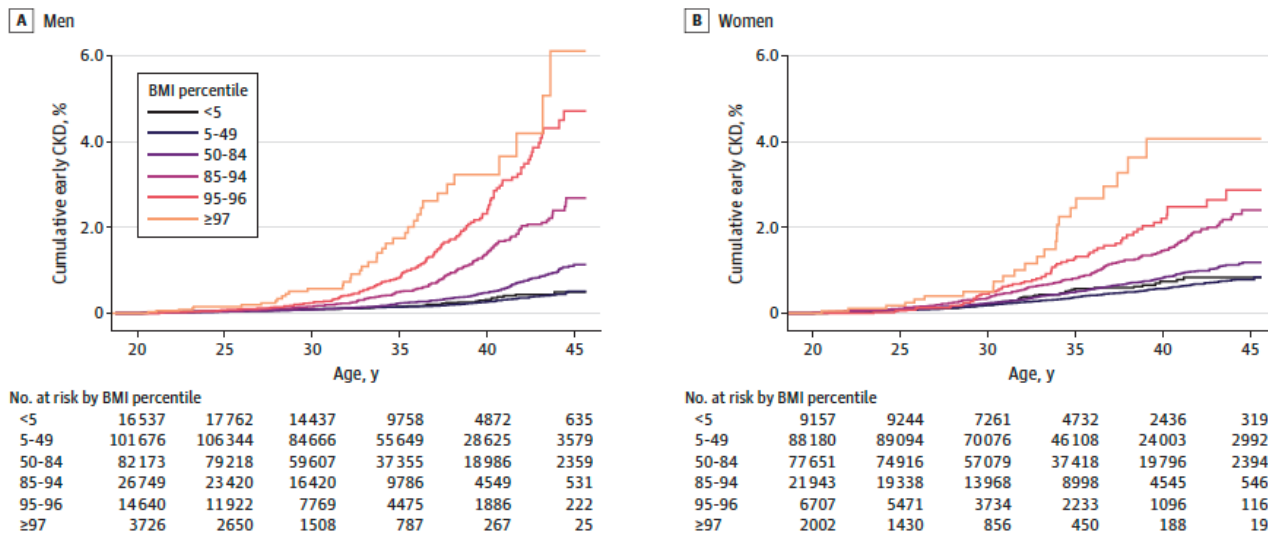 A Men
6.0
4.0
2.0
0
Cumulative early CKD, %
BMI percentile
<5
5-49
50-84
85-94
95-96
≥97
20 25 30 35 40 45
Age, y
No. at risk by BMI percentile
<5 16537 17762 14437 9758 4872 635
5-49 101676 106344 84666 55649 28625 3579
50-84 82173 79218 59607 37355 18986 2359
85-94 26749 23420 16420 9786 4549 531
95-96 14640 11922 7769 4475 1886 222
≥97 3726 2650 1508 787 267 25
B Women
6.0
4.0
2.0
0
Cumulative early CKD, %
20 25 30 35 40 45
Age, y
No. at risk by BMI percentile
<5 9157 9244 7261 4732 2436 319
5-49 88180 89094 70076 46108 24003 2992
50-84 77651 74916 57079 37418 19796 2394
85-94 21943 19338 13968 8998 4545 546
95-96 6707 5471 3734 2233 1096 116
≥97 2002 1430 856 450 188 19